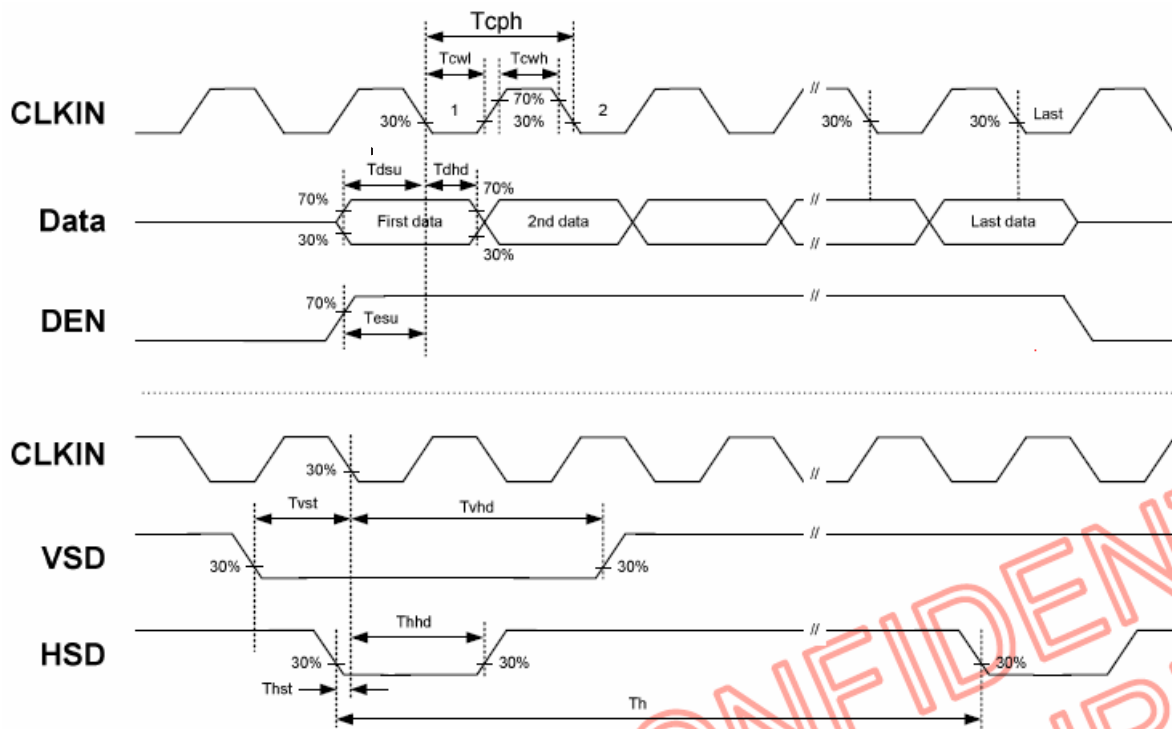 Tcph
Tcwl Tcwh
CLKIN 30% 1 70% 30% 2 // 30% 30% Last
Tdsu Tdhd
70% 70%
Data First data 2nd data // // Last data
30% 30%
DEN 70% //
Tesu
CLKIN 30% //
Tvst Tvhd
VSD 30% 30% //
Thhd
HSD 30% 30% // 30%
Thst
Th
CONFIDENT